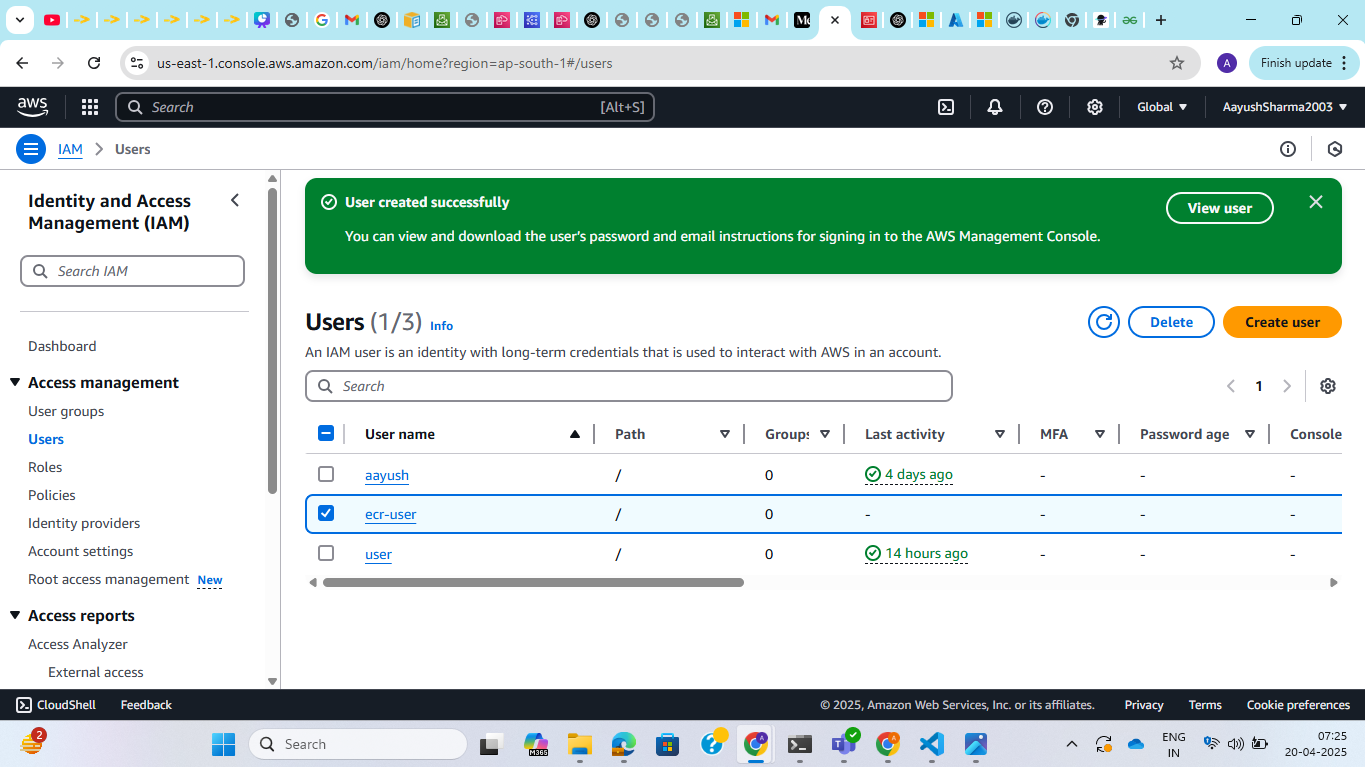 us-east-1.console.aws.amazon.com/iam/home?region=ap-south-1#/users
A
Finish update
aws
Search
[Alt+S]
Global
AayushSharma2003
IAM
Users
Identity and Access
Management (IAM)
Search IAM
Dashboard
Access management
User groups
Users
Roles
Policies
Identity providers
Account settings
Root access management New
Access reports
Access Analyzer
External access
User created successfully
You can view and download the user's password and email instructions for signing in to the AWS Management Console.
View user
Users (1/3) Info
An IAM user is an identity with long-term credentials that is used to interact with AWS in an account.
Delete
Create user
Search
1
User name Path Groups Last activity MFA Password age Console
aayush / 0 4 days ago - - -
ecr-user / 0 - - - -
user / 0 14 hours ago - - -
CloudShell Feedback
© 2025, Amazon Web Services, Inc. or its affiliates. Privacy Terms Cookie preferences
2
Search
M365
ENG
IN
07:25
20-04-2025